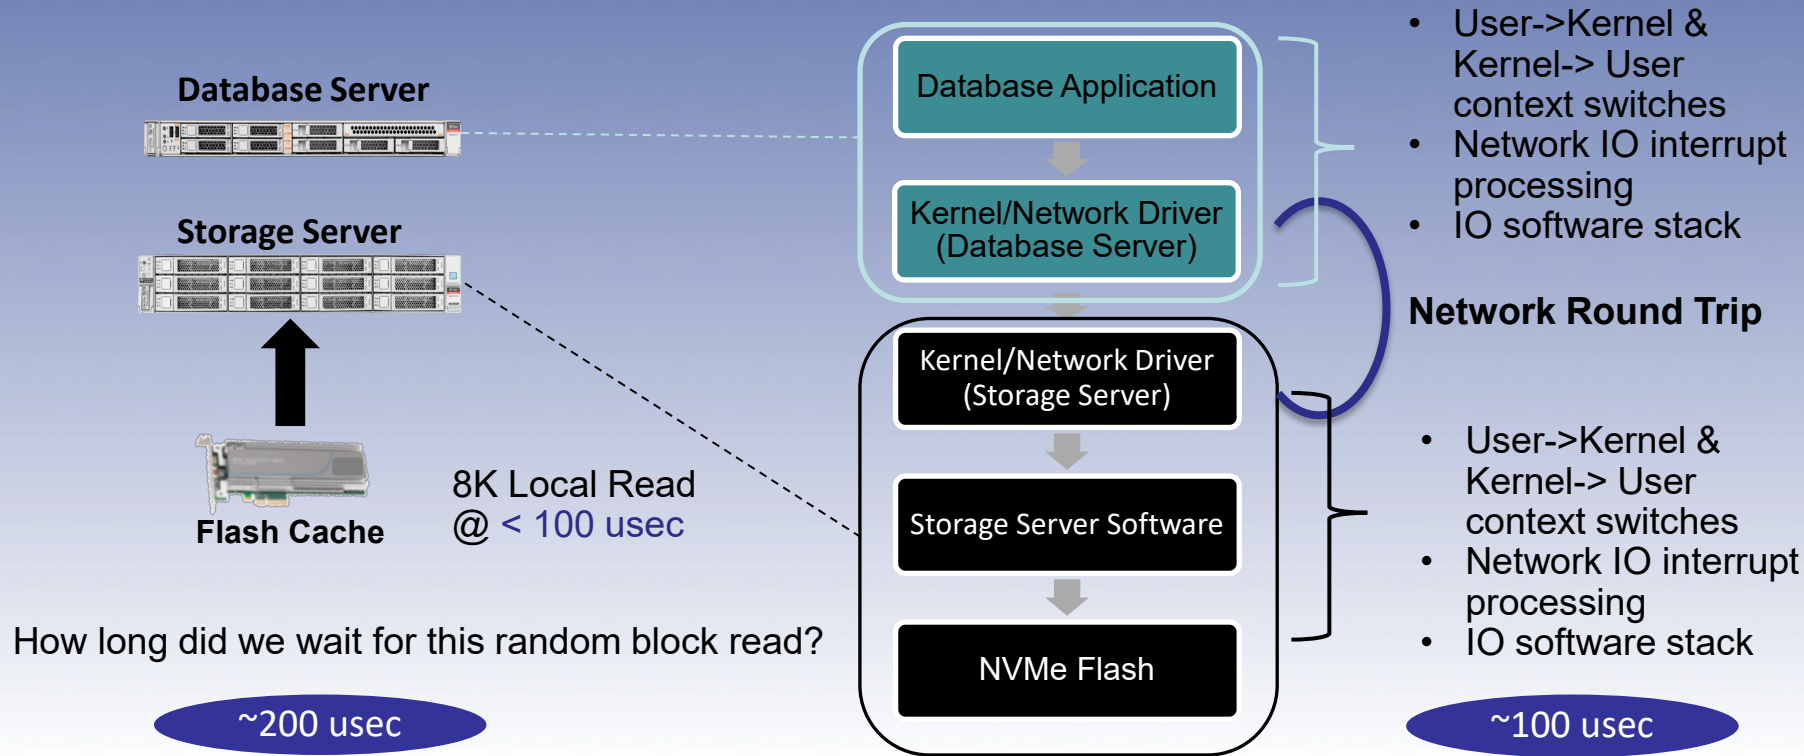 Database Server
Storage Server
Flash Cache
8K Local Read
@ < 100 usec
How long did we wait for this random block read?
~200 usec
Database Application
Kernel/Network Driver
(Database Server)
Kernel/Network Driver
(Storage Server)
Storage Server Software
NVMe Flash
• User->Kernel &
Kernel-> User
context switches
• Network IO interrupt
processing
• IO software stack
Network Round Trip
• User->Kernel &
Kernel-> User
context switches
• Network IO interrupt
processing
• IO software stack
~100 usec